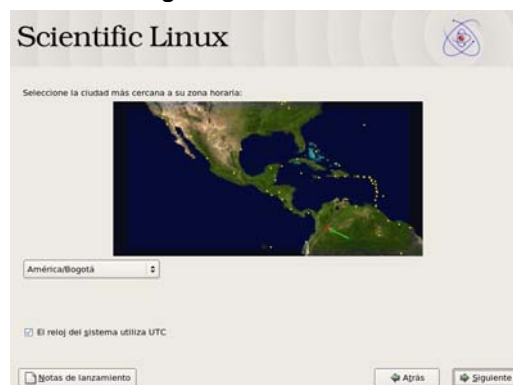 Scientific Linux
Seleccione la ciudad más cercana a su zona horaria:
América/Bogotá
El reloj del sistema utiliza UTC
Notas de lanzamiento
Atrás
Siguiente